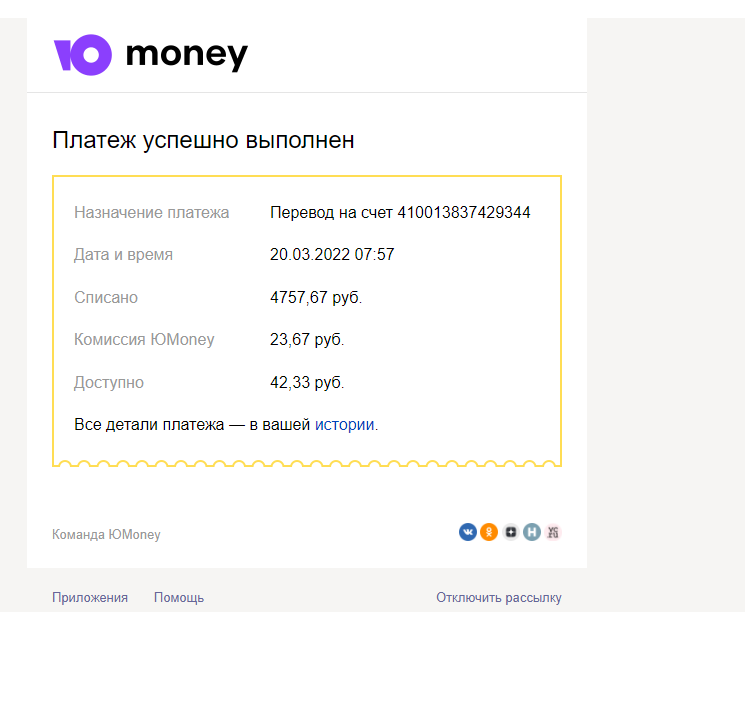 Ю money
Платеж успешно выполнен
Назначение платежа Перевод на счет 410013837429344
Дата и время 20.03.2022 07:57
Списано 4757,67 руб.
Комиссия ЮMoney 23,67 руб.
Доступно 42,33 руб.
Все детали платежа — в вашей истории.
Команда ЮMoney
Приложения Помощь Отключить рассылку